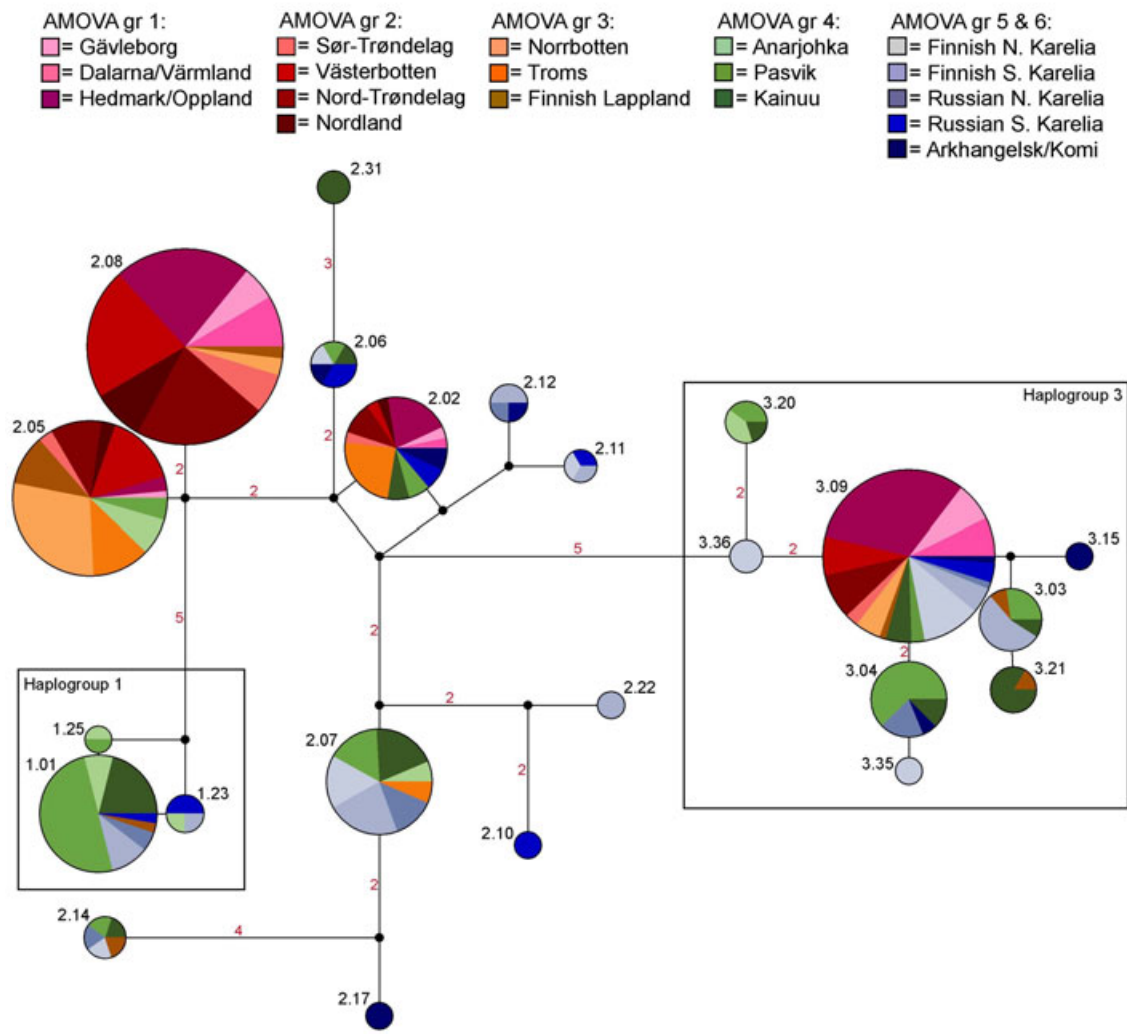 AMOVA gr 1:
= Gävleborg
= Dalarna/Värmland
= Hedmark/Oppland
AMOVA gr 2:
= Sør-Trøndelag
= Västerbotten
= Nord-Trøndelag
= Nordland
AMOVA gr 3:
= Norrbotten
= Troms
= Finnish Lappland
AMOVA gr 4:
= Anarjohka
= Pasvik
= Kainuu
AMOVA gr 5 & 6:
= Finnish N. Karelia
= Finnish S. Karelia
= Russian N. Karelia
= Russian S. Karelia
= Arkhangelsk/Komi
2.31
3
2.08
2.06
2
2.02
2.12
2.11
2.05
2
2
5
Haplogroup 3
3.20
2
3.09
3.36
2
3.15
3.03
2
3.04
3.21
3.35
5
Haplogroup 1
1.25
1.01
1.23
2
2
2.22
2.07
2
2.10
2
2.14
4
2.17